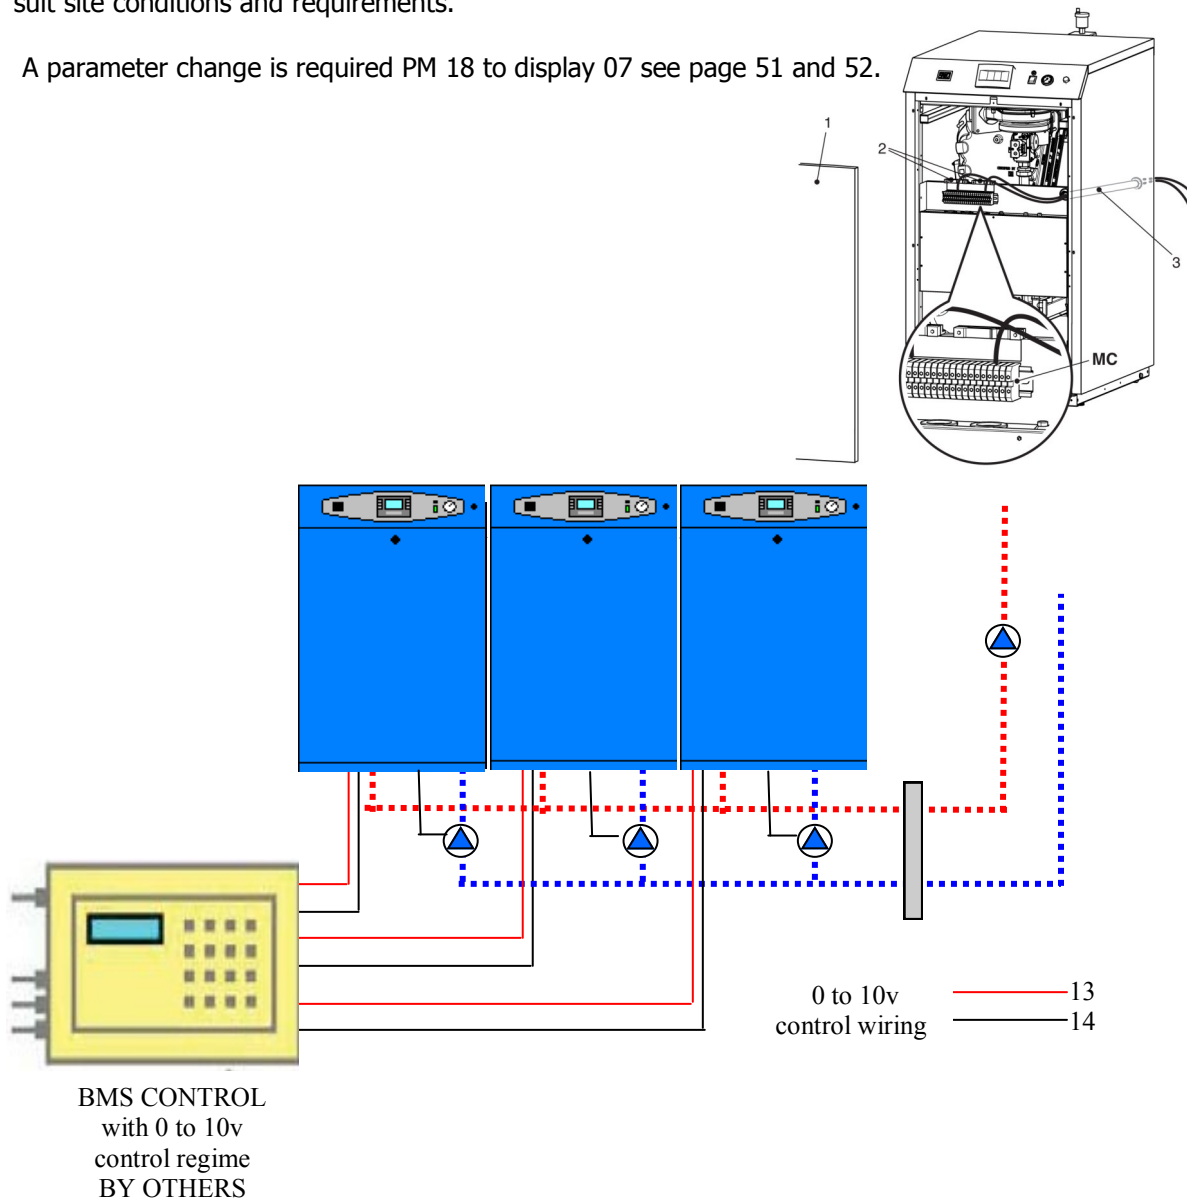 suit site conditions and requirements.
A parameter change is required PM 18 to display 07 see page 51 and 52.
1
2
3
MC
0 to 10v
control wiring
13
14
BMS CONTROL
with 0 to 10v
control regime
BY OTHERS